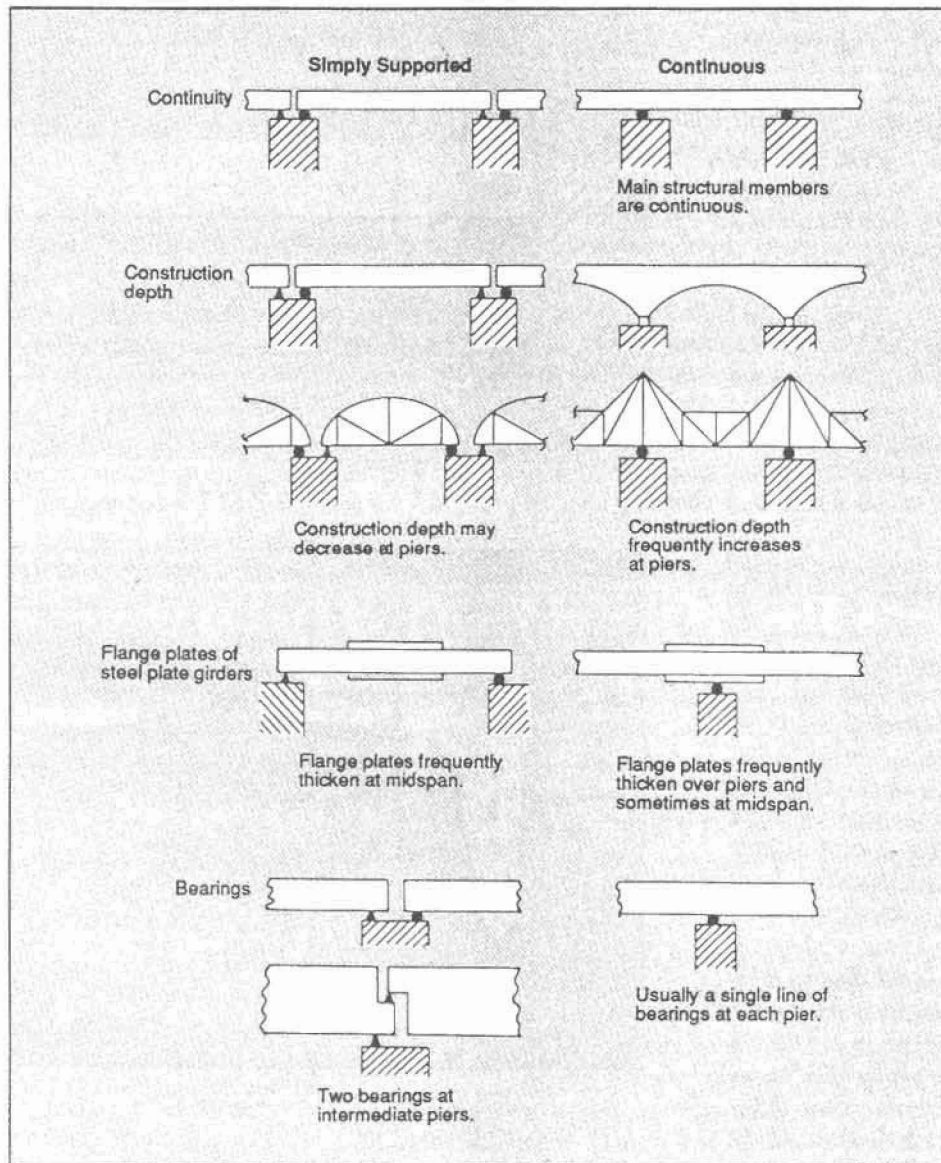 Simply Supported
Continuous
Continuity
Main structural members
are continuous.
Construction
depth
Construction depth may
decrease at piers.
Construction depth
frequently increases
at piers.
Flange plates of
steel plate girders
Flange plates frequently
thicken at midspan.
Flange plates frequently
thicken over piers and
sometimes at midspan.
Bearings
Usually a single line of
bearings at each pier.
Two bearings at
intermediate piers.